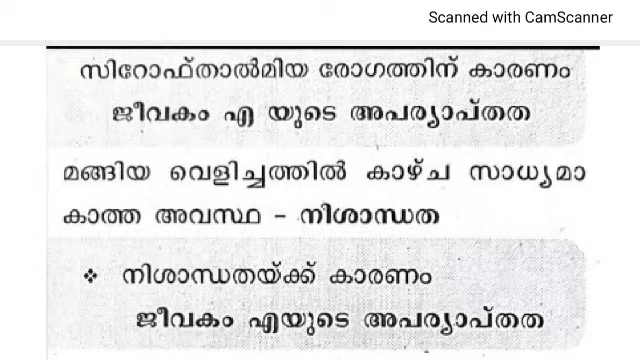 Scanned with CamScanner
സിറോഫ്താൽമിയ രോഗത്തിന് കാരണം
ജീവകം എ യുടെ അപര്യാപ്തത
മങ്ങിയ വെളിച്ചത്തിൽ കാഴ്ച സാധ്യമാ
കാത്ത അവസ്ഥ - നിശാന്ധത
❖ നിശാന്ധതയ്ക്ക് കാരണം
ജീവകം എയുടെ അപര്യാപ്തത